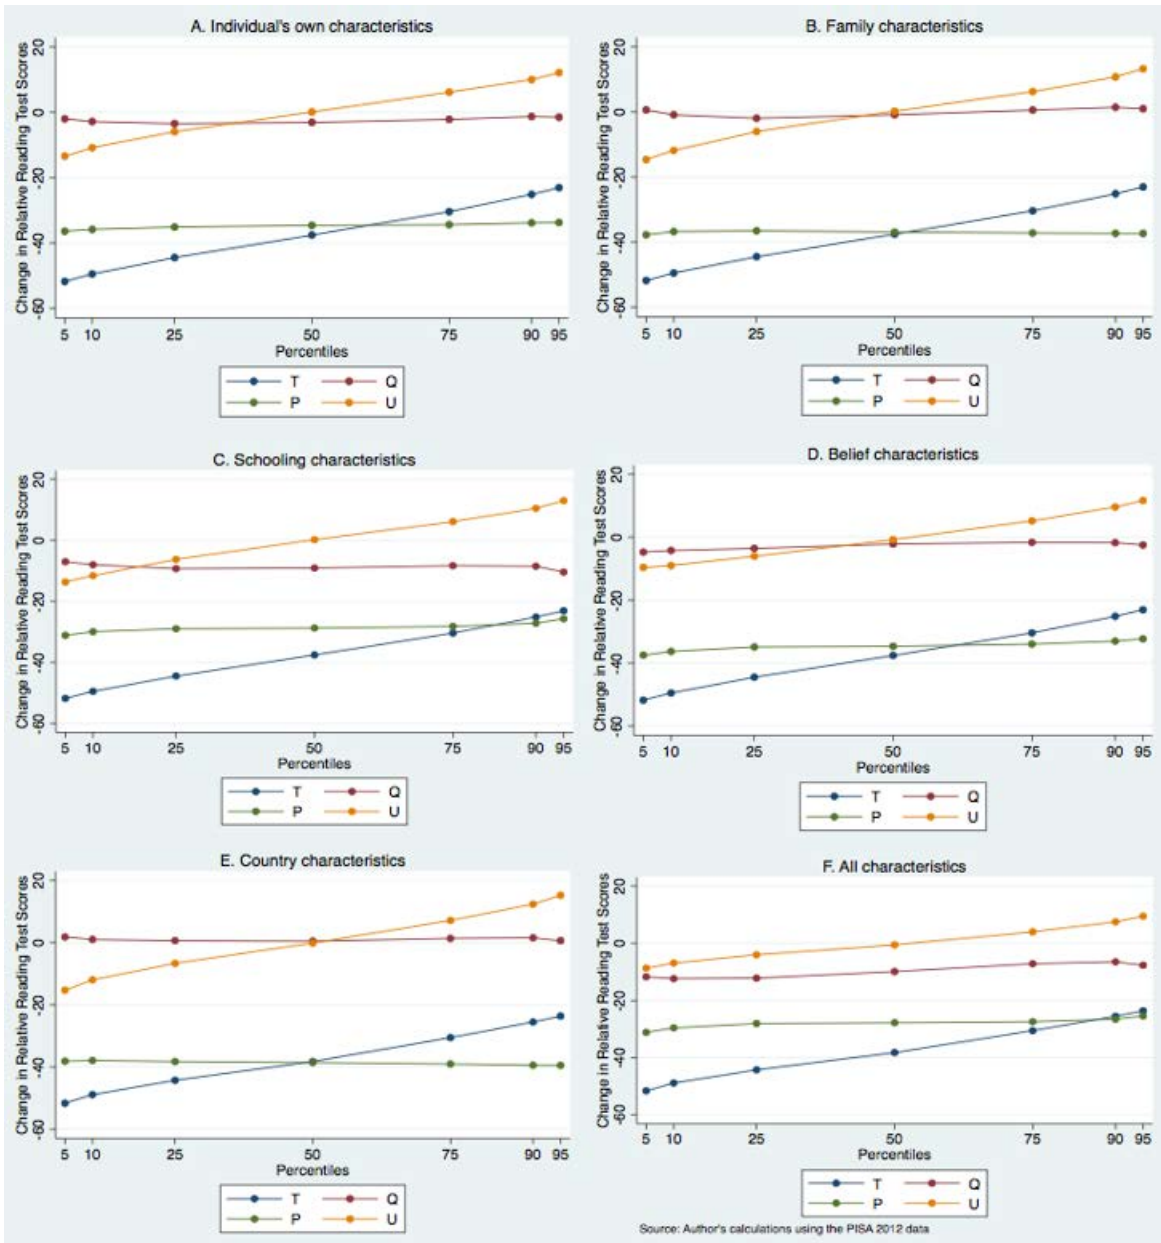 A. Individual's own characteristics
Change in Relative Reading Test Scores
20
0
-20
-40
-60
5 10 25 50 75 90 95
Percentiles
T Q
P U
B. Family characteristics
Change in Relative Reading Test Scores
20
0
-20
-40
-60
5 10 25 50 75 90 95
Percentiles
T Q
P U
C. Schooling characteristics
Change in Relative Reading Test Scores
20
0
-20
-40
-60
5 10 25 50 75 90 95
Percentiles
T Q
P U
D. Belief characteristics
Change in Relative Reading Test Scores
20
0
-20
-40
-60
5 10 25 50 75 90 95
Percentiles
T Q
P U
E. Country characteristics
Change in Relative Reading Test Scores
20
0
-20
-40
-60
5 10 25 50 75 90 95
Percentiles
T Q
P U
F. All characteristics
Change in Relative Reading Test Scores
20
0
-20
-40
-60
5 10 25 50 75 90 95
Percentiles
T Q
P U
Source: Author's calculations using the PISA 2012 data